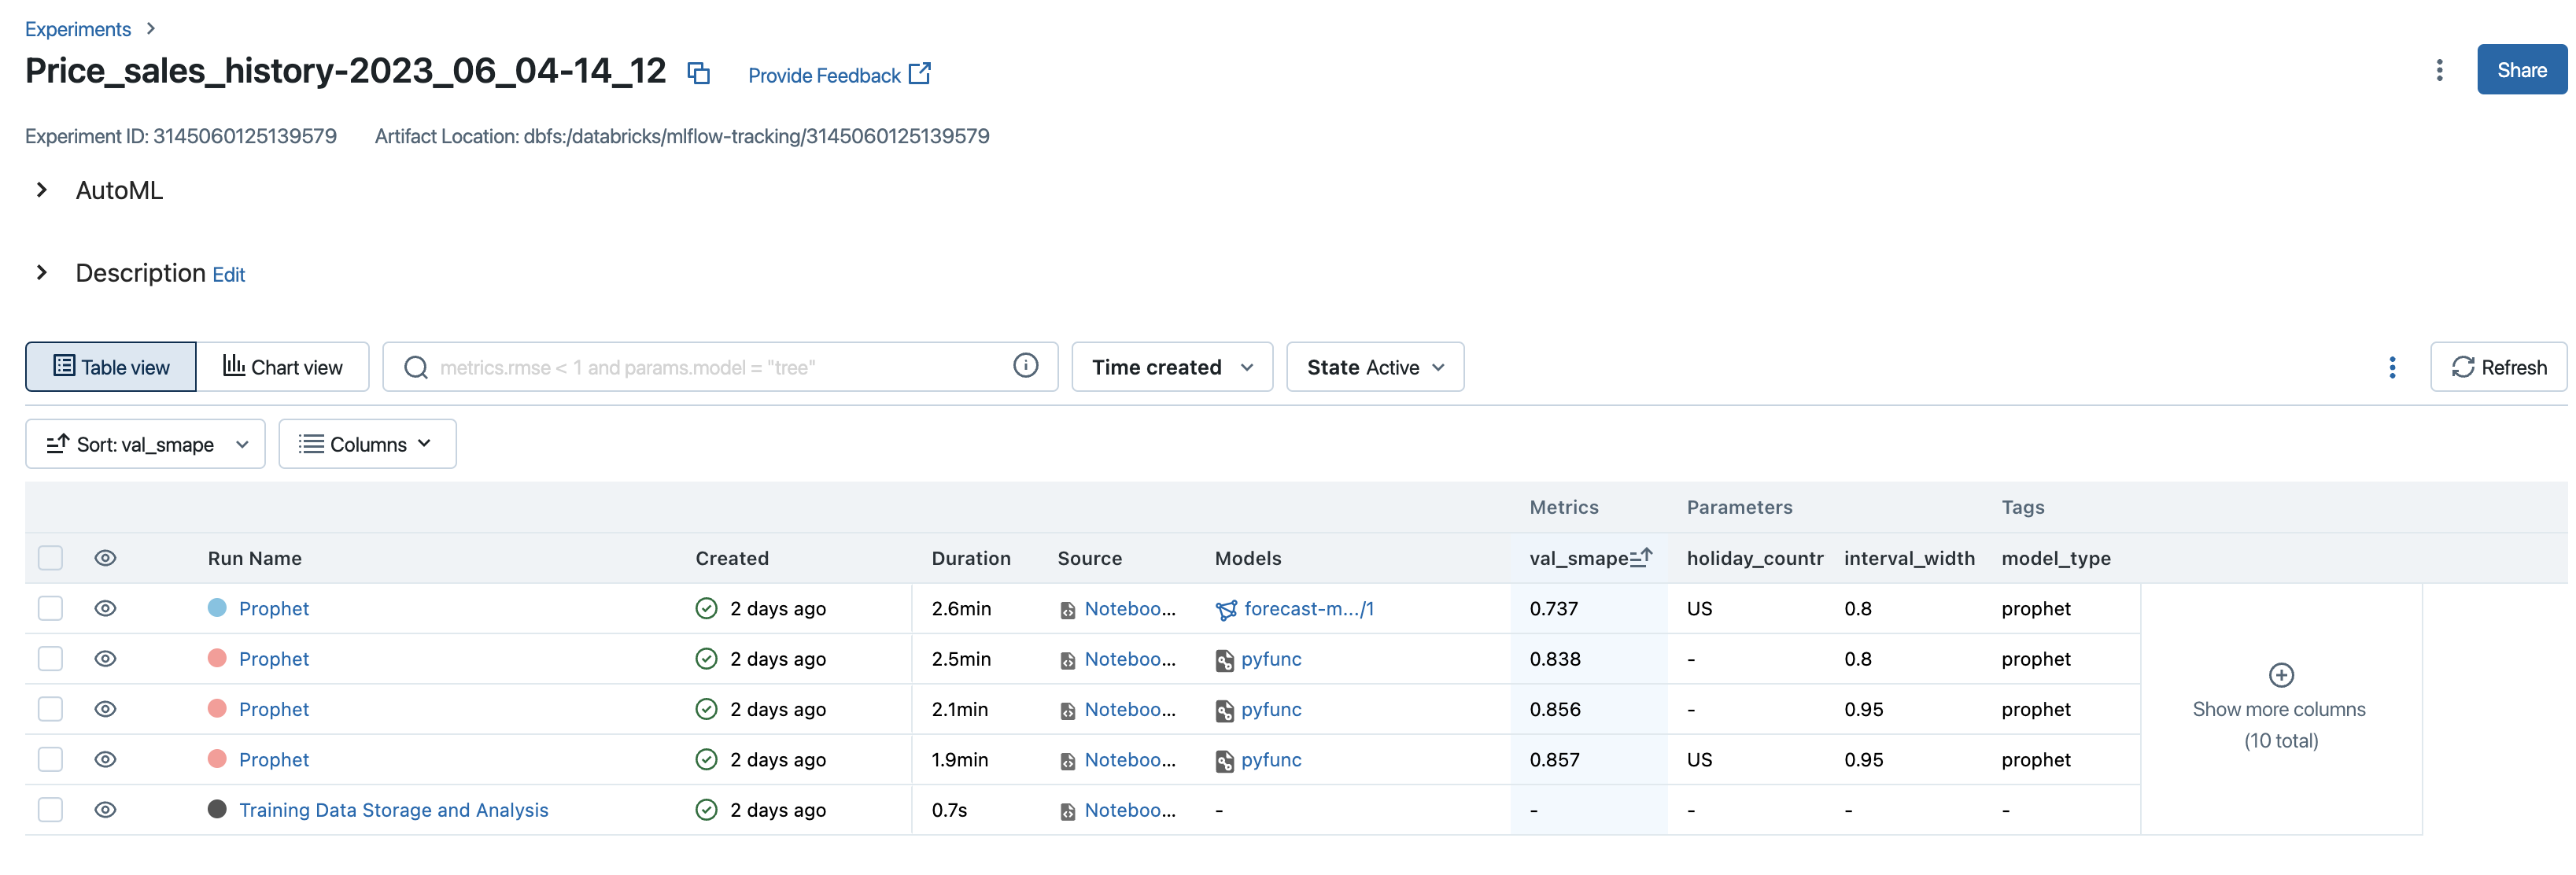 Experiments
Price_sales_history-2023_06_04-14_12 Provide Feedback Share
Experiment ID: 3145060125139579 Artifact Location: dbfs:/databricks/mlflow-tracking/3145060125139579
AutoML
Description Edit
Table view Chart view metrics.rmse < 1 and params.model = "tree" Time created State Active Refresh
Sort: val_smape Columns
Metrics Parameters Tags
Run Name Created Duration Source Models val_smape holiday_countr interval_width model_type
Prophet 2 days ago 2.6min Noteboo... forecast-m.../1 0.737 US 0.8 prophet
Prophet 2 days ago 2.5min Noteboo... pyfunc 0.838 - 0.8 prophet
Prophet 2 days ago 2.1min Noteboo... pyfunc 0.856 - 0.95 prophet
Prophet 2 days ago 1.9min Noteboo... pyfunc 0.857 US 0.95 prophet
Training Data Storage and Analysis 2 days ago 0.7s Noteboo... - - - - -
Show more columns
(10 total)